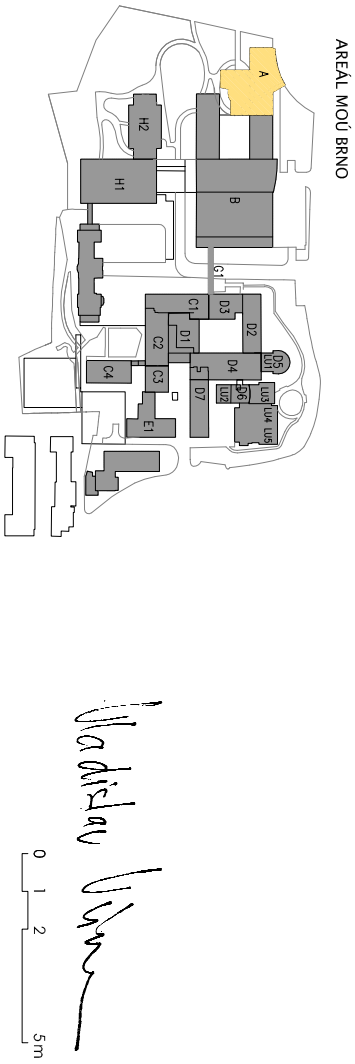 AREÁL MOÚ BRNO
A
H2
H1
B
G1
C1
D3
D2
D1
C2
D4
LU1
D5
C4
C3
D7
D6
LU2
LU3
LU4
LU5
E1
Vladislav
0 1 2 5 m